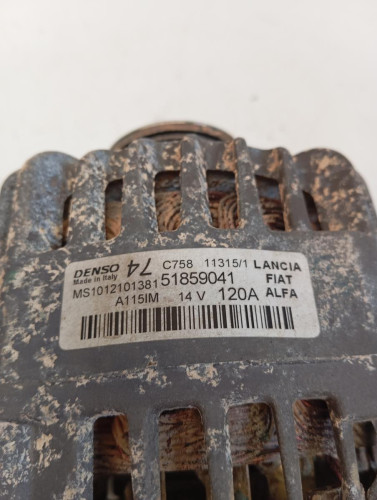 DENSO 74 C758 11315/1 LANCIA
Made in Italy FIAT
MS1012101381 51859041 ALFA
A115IM 14 V 120A